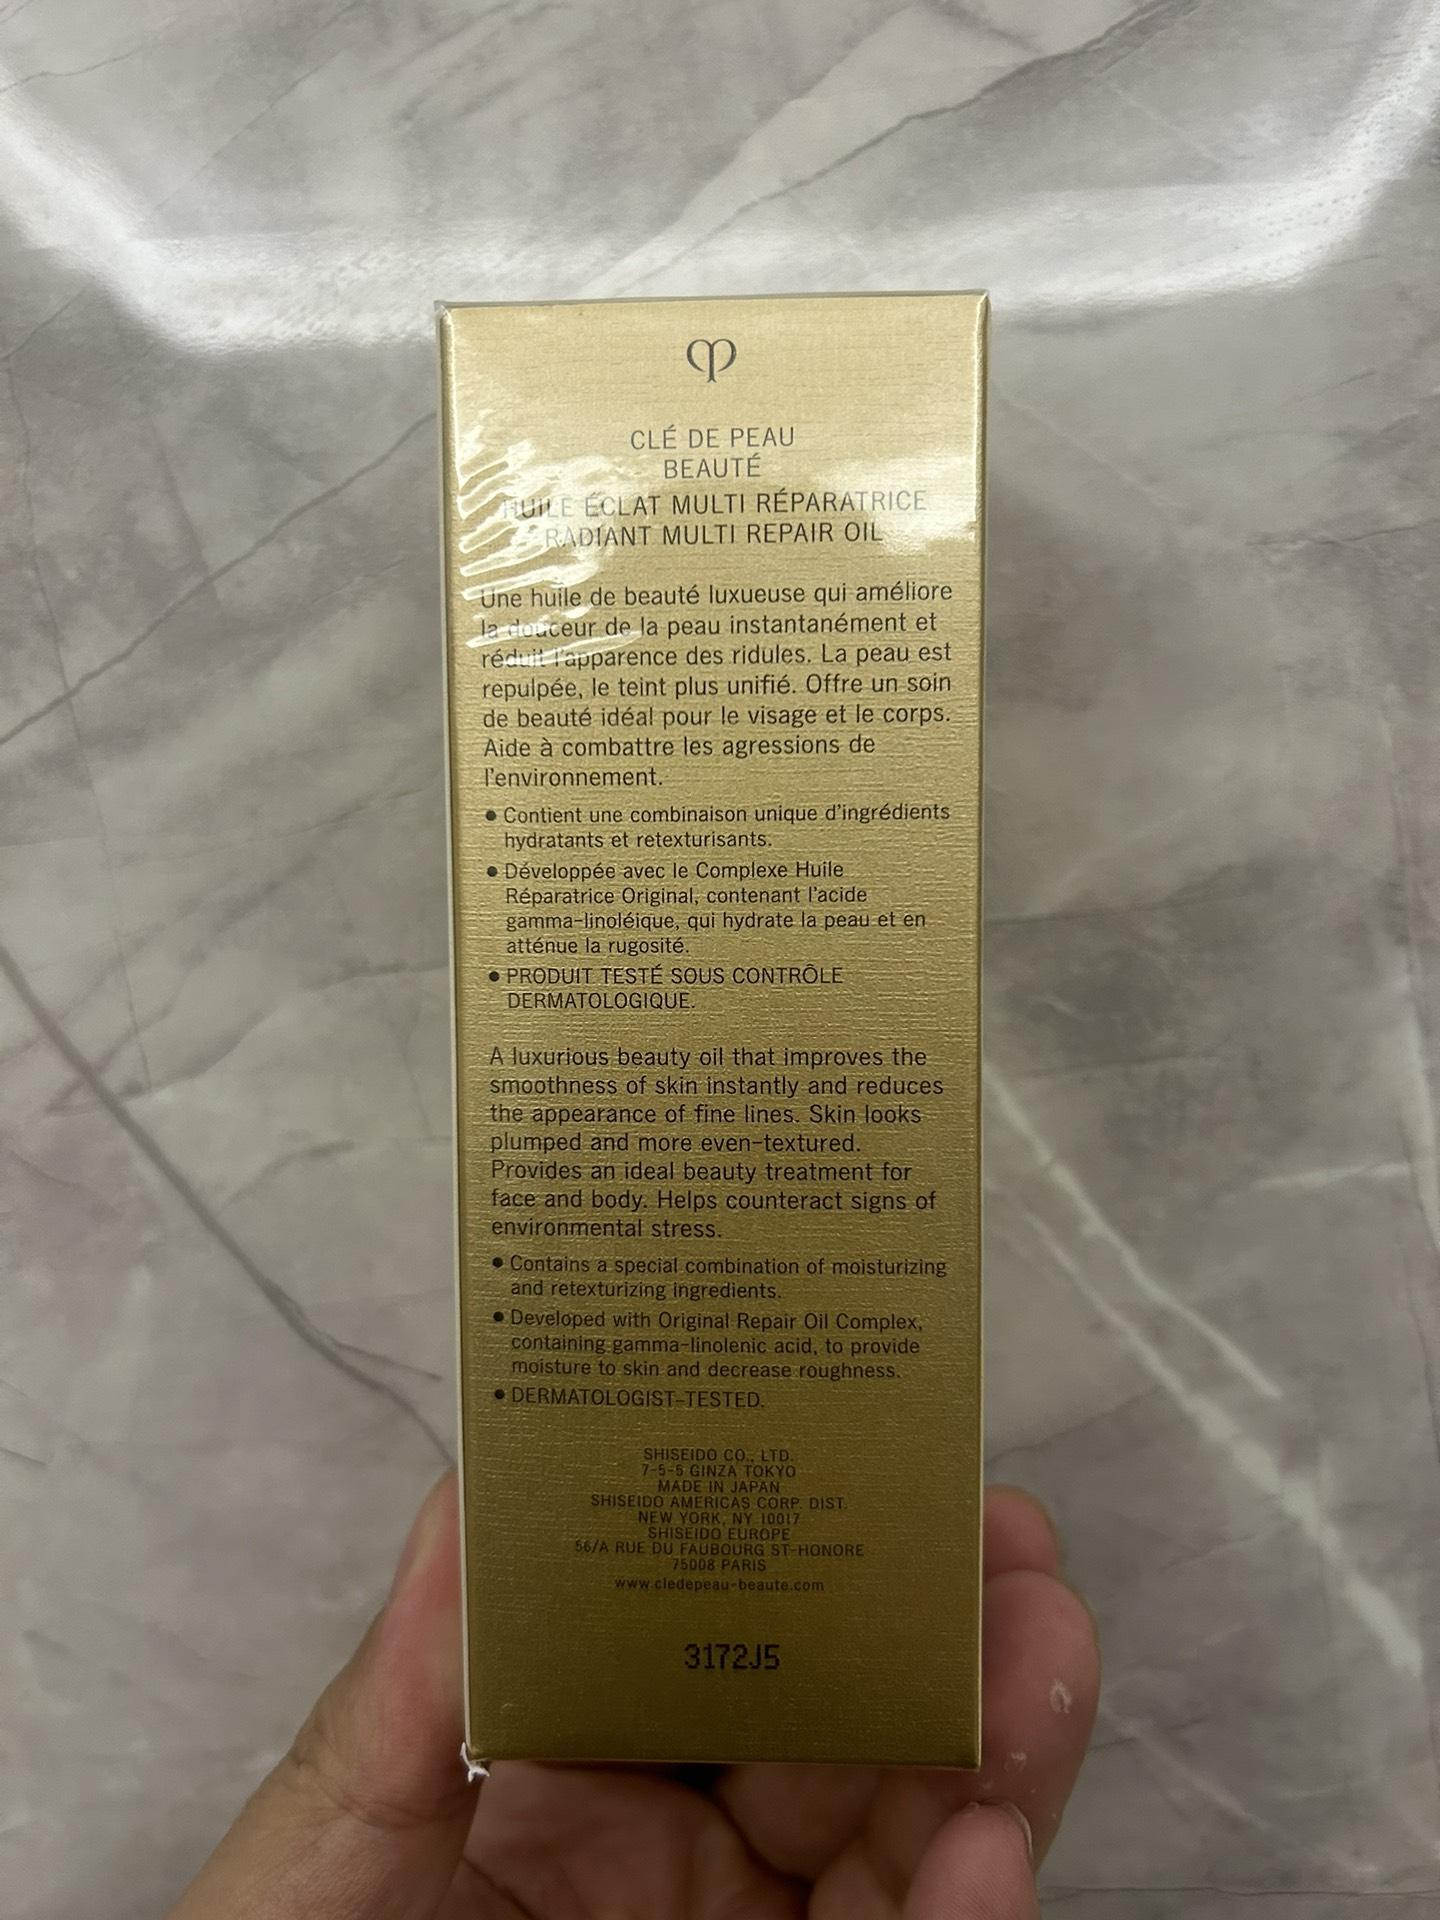 CLÉ DE PEAU
BEAUTÉ
HUILE ÉCLAT MULTI RÉPARATRICE
RADIANT MULTI REPAIR OIL
Une huile de beauté luxueuse qui améliore
la douceur de la peau instantanément et
réduit l'apparence des ridules. La peau est
repulpée, le teint plus unifié. Offre un soin
de beauté idéal pour le visage et le corps.
Aide à combattre les agressions de
l'environnement.
● Contient une combinaison unique d'ingrédients
hydratants et retexturisants.
● Développée avec le Complexe Huile
Réparatrice Original, contenant l'acide
gamma-linoléique, qui hydrate la peau et en
atténue la rugosité.
● PRODUIT TESTÉ SOUS CONTRÔLE
DERMATOLOGIQUE.
A luxurious beauty oil that improves the
smoothness of skin instantly and reduces
the appearance of fine lines. Skin looks
plumped and more even-textured.
Provides an ideal beauty treatment for
face and body. Helps counteract signs of
environmental stress.
● Contains a special combination of moisturizing
and retexturizing ingredients.
● Developed with Original Repair Oil Complex,
containing gamma-linolenic acid, to provide
moisture to skin and decrease roughness.
● DERMATOLOGIST-TESTED.
SHISEIDO CO., LTD.
7-5-5 GINZA TOKYO
MADE IN JAPAN
SHISEIDO AMERICAS CORP. DIST.
NEW YORK, NY 10017
SHISEIDO EUROPE
56/A RUE DU FAUBOURG ST-HONORE
75008 PARIS
www.cledepeau-beaute.com
3172J5